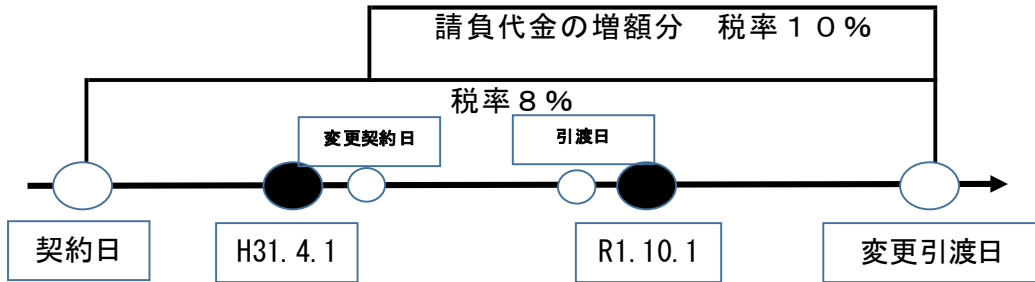 請負代金の増額分　税率１０％
税率８％
変更契約日
引渡日
契約日
H31.4.1
R1.10.1
変更引渡日